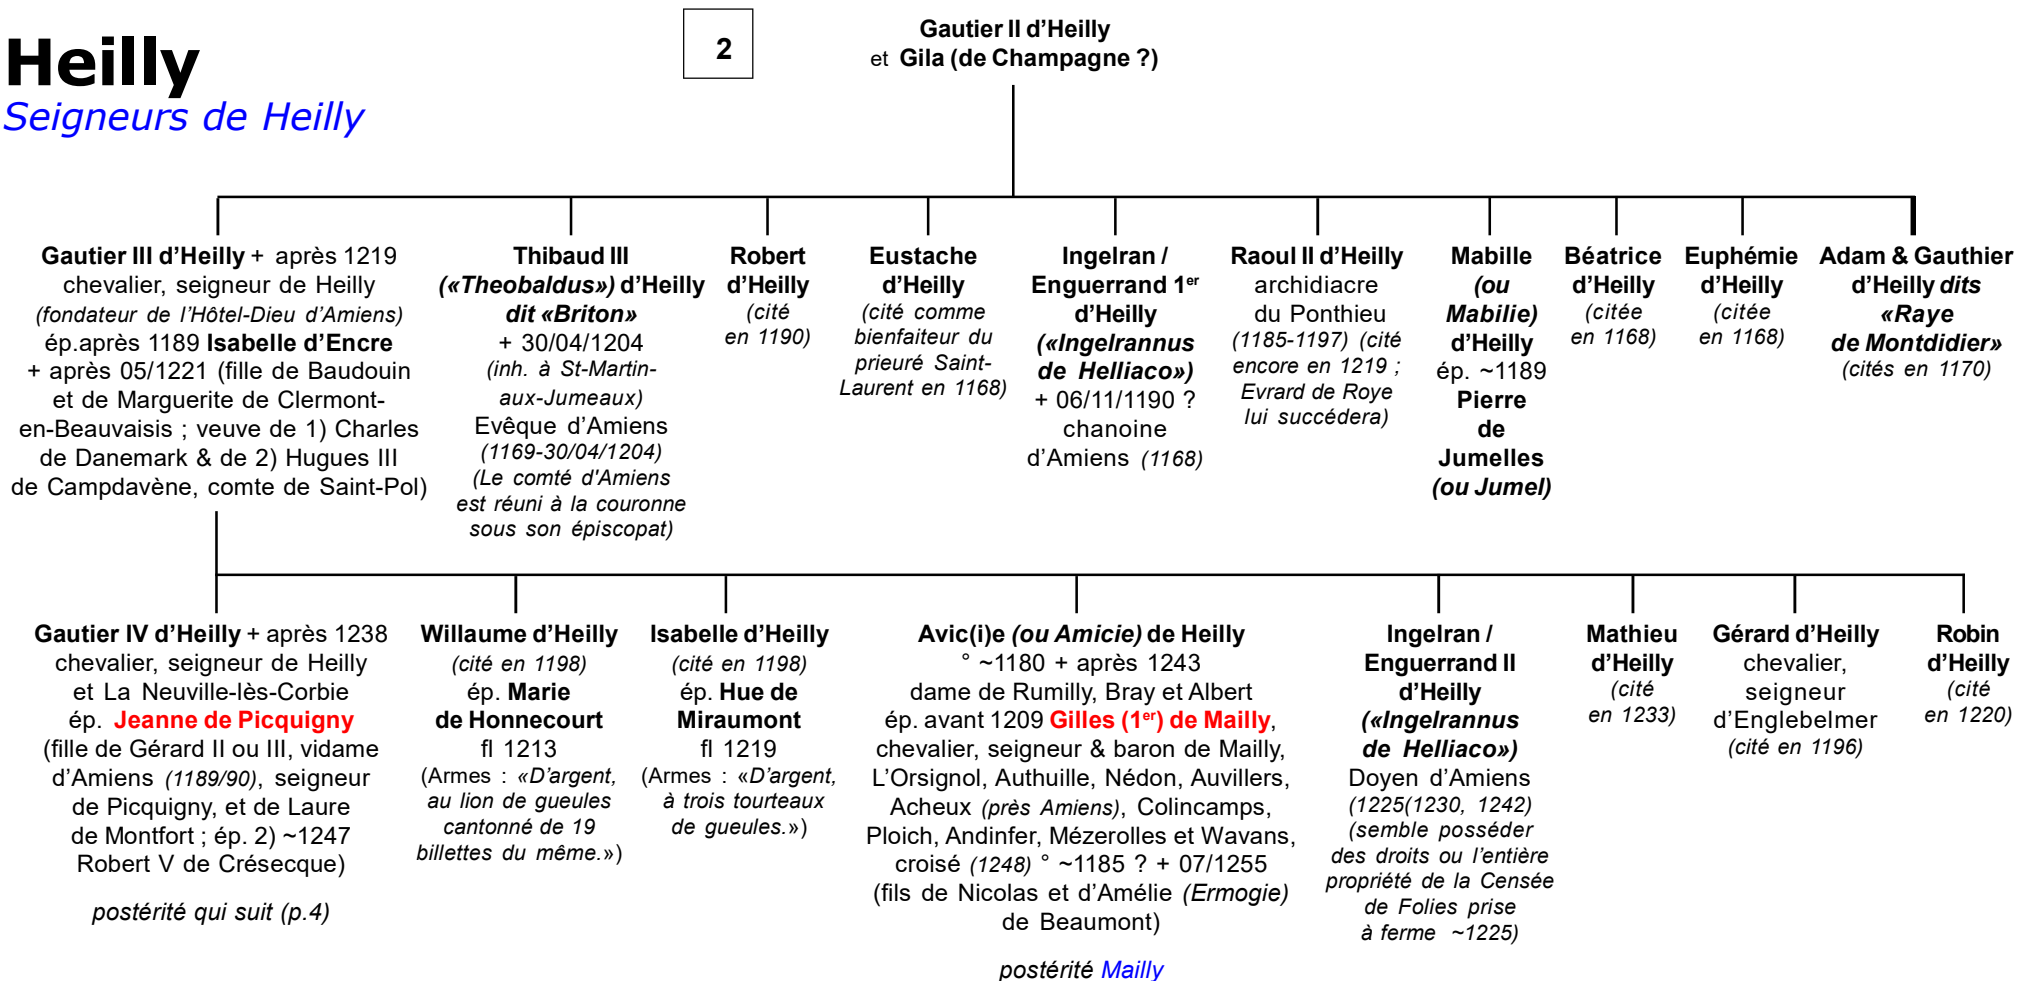 Heilly
Seigneurs de Heilly
2
Gautier II d’Heilly
et Gila (de Champagne ?)
Gautier III d’Heilly + après 1219
chevalier, seigneur de Heilly
(fondateur de l’Hôtel-Dieu d’Amiens)
ép.après 1189 Isabelle d’Encre
+ après 05/1221 (fille de Baudouin
et de Marguerite de Clermont-
en-Beauvaisis ; veuve de 1) Charles
de Danemark & de 2) Hugues III
de Campdavène, comte de Saint-Pol)
Thibaud III
(«Theobaldus») d’Heilly
dit «Briton»
+ 30/04/1204
(inh. à St-Martin-
aux-Jumeaux)
Evêque d’Amiens
(1169-30/04/1204)
(Le comté d'Amiens
est réuni à la couronne
sous son épiscopat)
Robert
d’Heilly
(cité
en 1190)
Eustache
d’Heilly
(cité comme
bienfaiteur du
prieuré Saint-
Laurent en 1168)
Ingelran /
Enguerrand 1er
d’Heilly
(«Ingelrannus
de Helliaco»)
+ 06/11/1190 ?
chanoine
d’Amiens (1168)
Raoul II d’Heilly
archidiacre
du Ponthieu
(1185-1197) (cité
encore en 1219 ;
Evrard de Roye
lui succédera)
Mabille
(ou
Mabilie)
d’Heilly
ép. ~1189
Pierre
de
Jumelles
(ou Jumel)
Béatrice
d’Heilly
(citée
en 1168)
Euphémie
d’Heilly
(citée
en 1168)
Adam & Gauthier
d’Heilly dits
«Raye
de Montdidier»
(cités en 1170)
Gautier IV d’Heilly + après 1238
chevalier, seigneur de Heilly
et La Neuville-lès-Corbie
ép. Jeanne de Picquigny
(fille de Gérard II ou III, vidame
d’Amiens (1189/90), seigneur
de Picquigny, et de Laure
de Montfort ; ép. 2) ~1247
Robert V de Crésecque)
postérité qui suit (p.4)
Willaume d’Heilly
(cité en 1198)
ép. Marie
de Honnecourt
fl 1213
(Armes : «D’argent,
au lion de gueules
cantonné de 19
billettes du même.»)
Isabelle d’Heilly
(cité en 1198)
ép. Hue de
Miraumont
fl 1219
(Armes : «D’argent,
à trois tourteaux
de gueules.»)
Avic(i)e (ou Amicie) de Heilly
° ~1180 + après 1243
dame de Rumilly, Bray et Albert
ép. avant 1209 Gilles (1er) de Mailly,
chevalier, seigneur & baron de Mailly,
L’Orsignol, Authuille, Nédon, Auvillers,
Acheux (près Amiens), Colincamps,
Ploich, Andinfer, Mézerolles et Wavans,
croisé (1248) ° ~1185 ? + 07/1255
(fils de Nicolas et d’Amélie (Ermogie)
de Beaumont)
postérité Mailly
Ingelran /
Enguerrand II
d’Heilly
(«Ingelrannus
de Helliaco»)
Doyen d’Amiens
(1225(1230, 1242)
(semble posséder
des droits ou l’entière
propriété de la Censée
de Folies prise
à ferme ~1225)
Mathieu
d’Heilly
(cité
en 1233)
Gérard d’Heilly
chevalier,
seigneur
d’Englebelmer
(cité en 1196)
Robin
d’Heilly
(cité
en 1220)